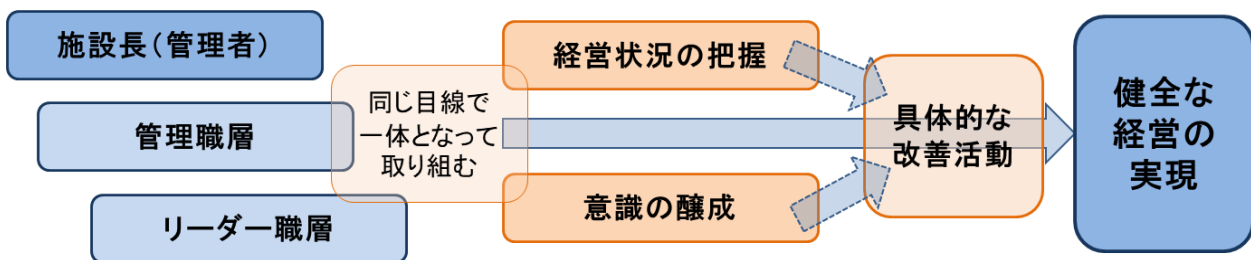 施設長（管理者）
管理職層
リーダー職層
同じ目線で
一体となって
取り組む
経営状況の把握
意識の醸成
具体的な
改善活動
健全な
経営の
実現